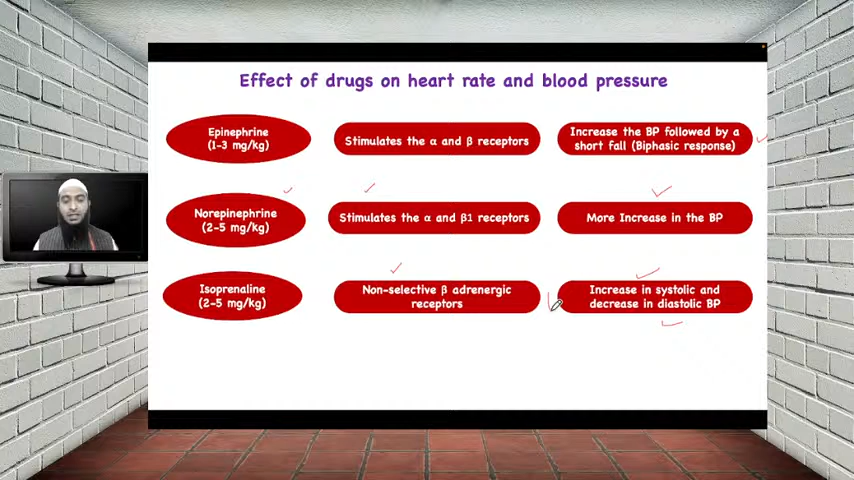 Effect of drugs on heart rate and blood pressure
Epinephrine
(1-3 mg/kg)
Stimulates the α and β receptors
Increase the BP followed by a
short fall (Biphasic response)
Norepinephrine
(2-5 mg/kg)
Stimulates the α and β1 receptors
More Increase in the BP
Isoprenaline
(2-5 mg/kg)
Non-selective β adrenergic
receptors
Increase in systolic and
decrease in diastolic BP